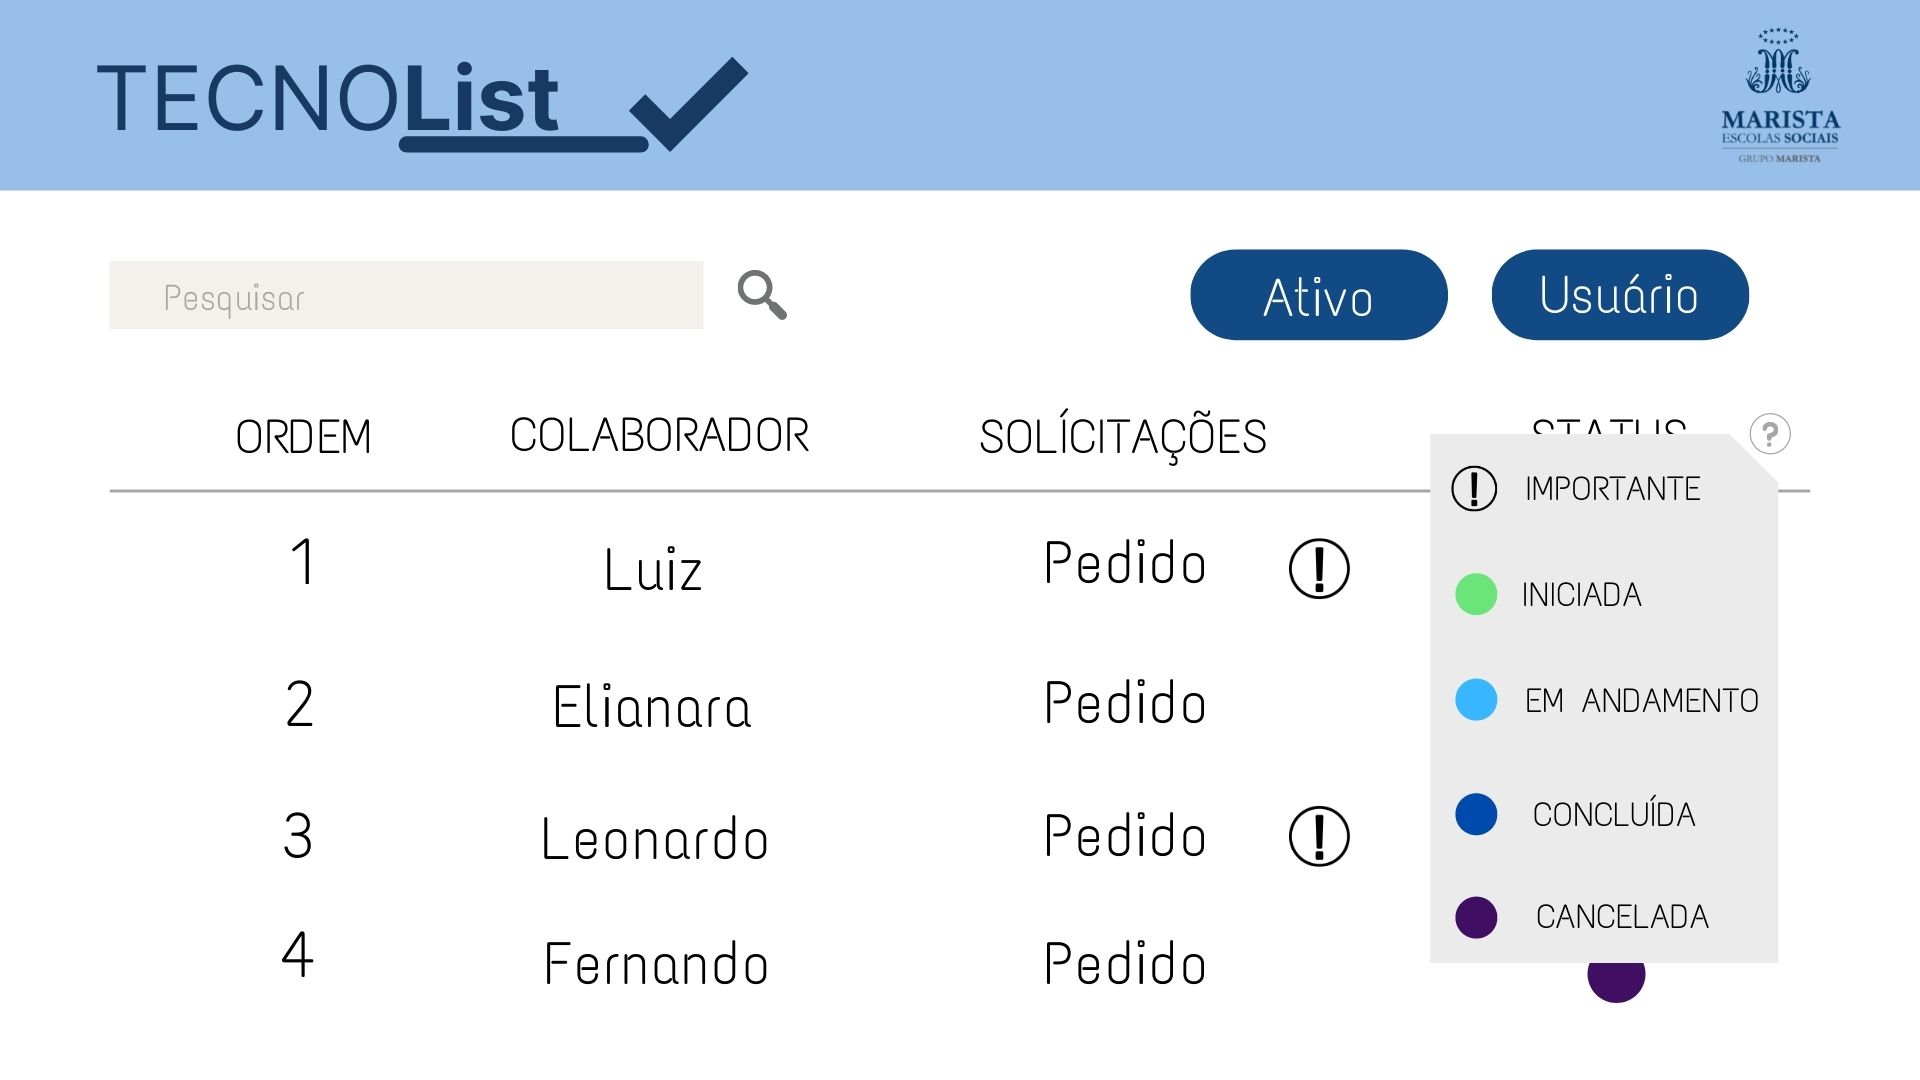 TECNOList
MARISTA
ESCOLAS SOCIAIS
GRUPO MARISTA
Pesquisar
Ativo
Usuário
ORDEM COLABORADOR SOLÍCITAÇÕES STATUS ?
IMPORTANTE
1 Luiz Pedido
INICIADA
2 Elianara Pedido
EM ANDAMENTO
3 Leonardo Pedido
CONCLUÍDA
CANCELADA
4 Fernando Pedido